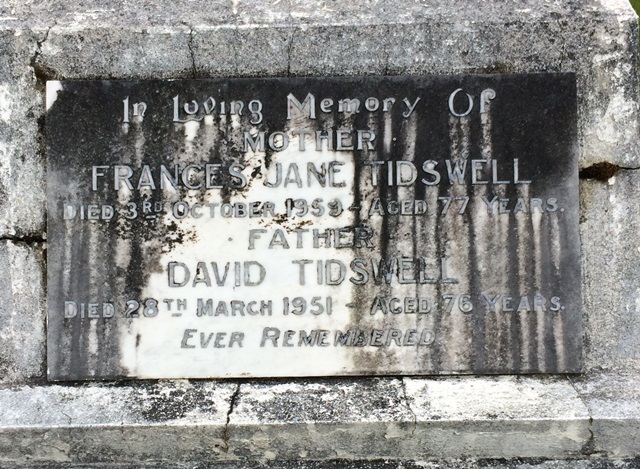 In Loving Memory Of
MOTHER
FRANCES JANE TIDSWELL
DIED 3RD OCTOBER 1959 - AGED 77 YEARS.
FATHER
DAVID TIDSWELL
DIED 28TH MARCH 1951 - AGED 76 YEARS.
EVER REMEMBERED